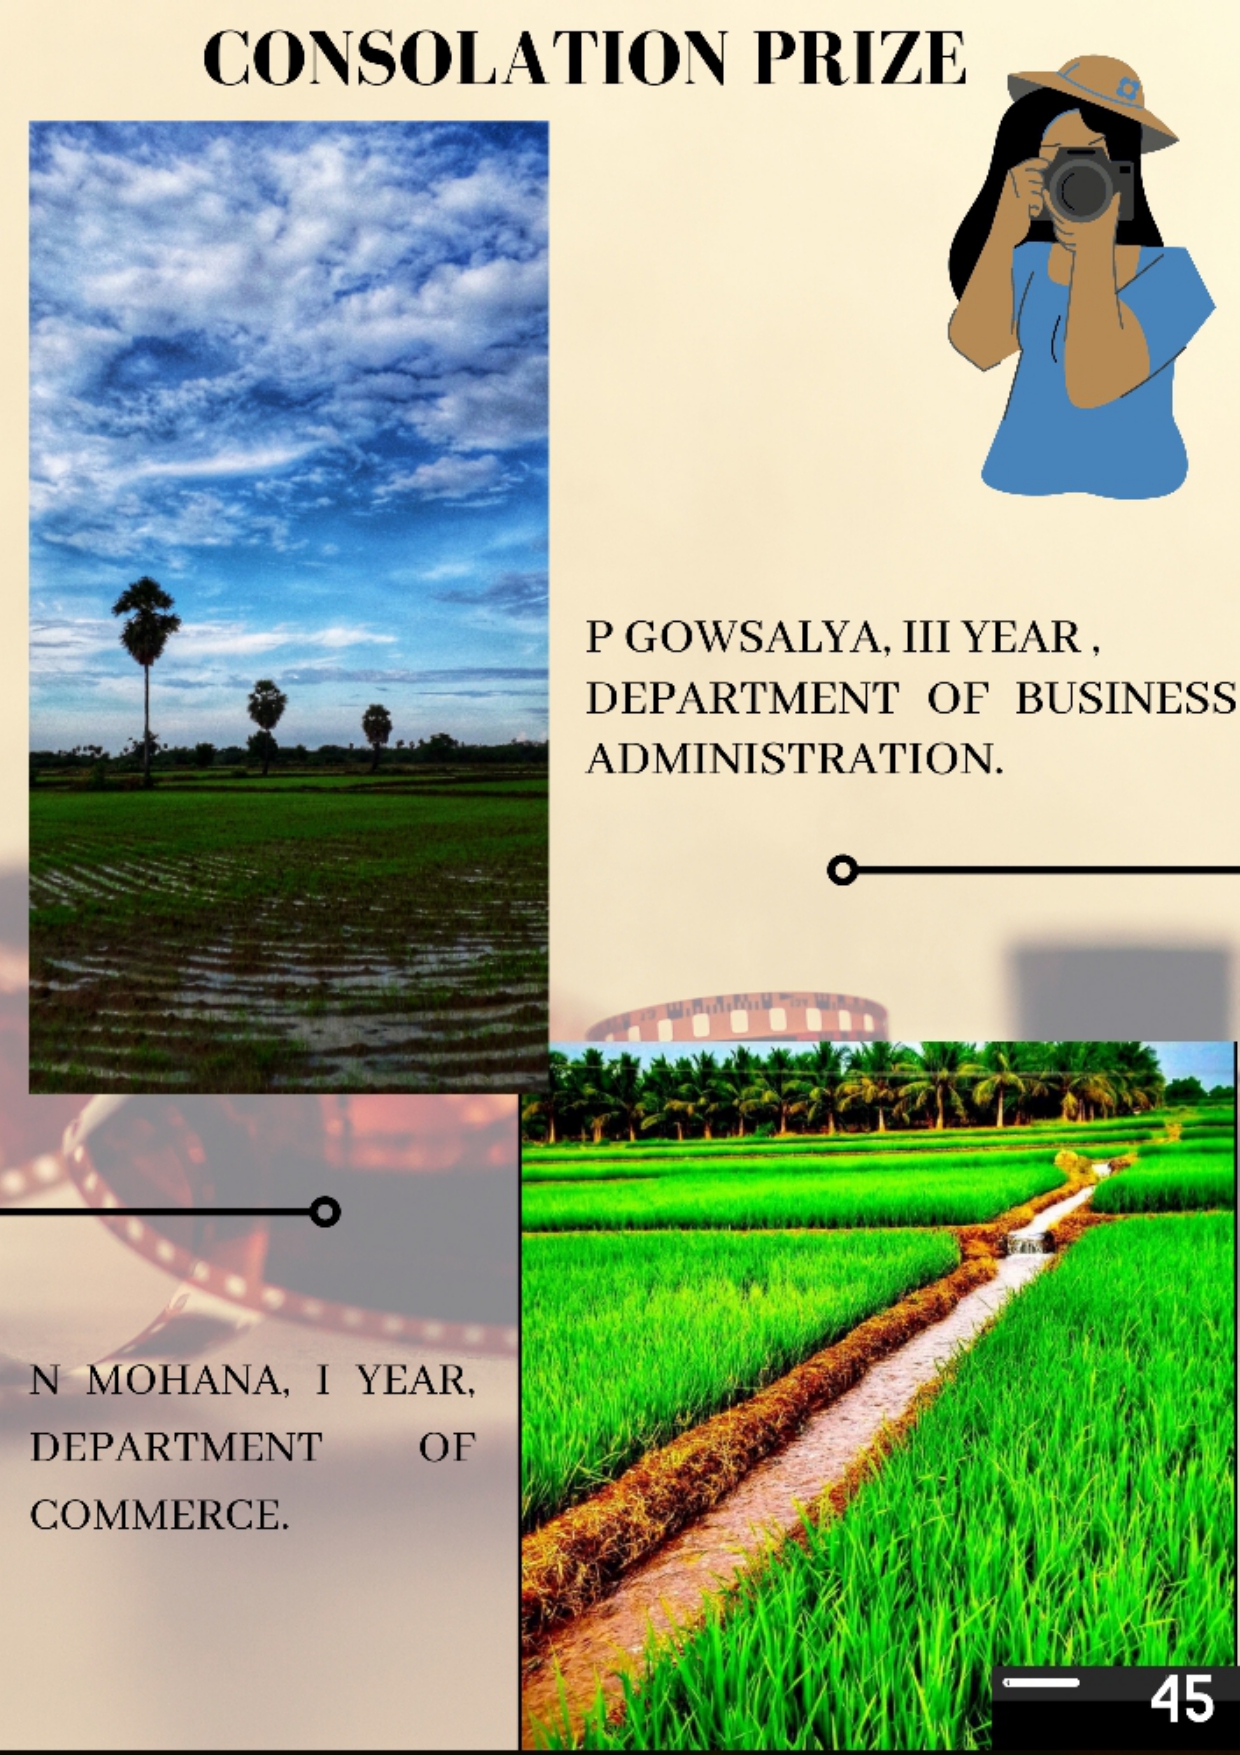 CONSOLATION PRIZE
P GOWSALYA, III YEAR ,
DEPARTMENT OF BUSINESS
ADMINISTRATION.
N MOHANA, I YEAR,
DEPARTMENT OF
COMMERCE.
45